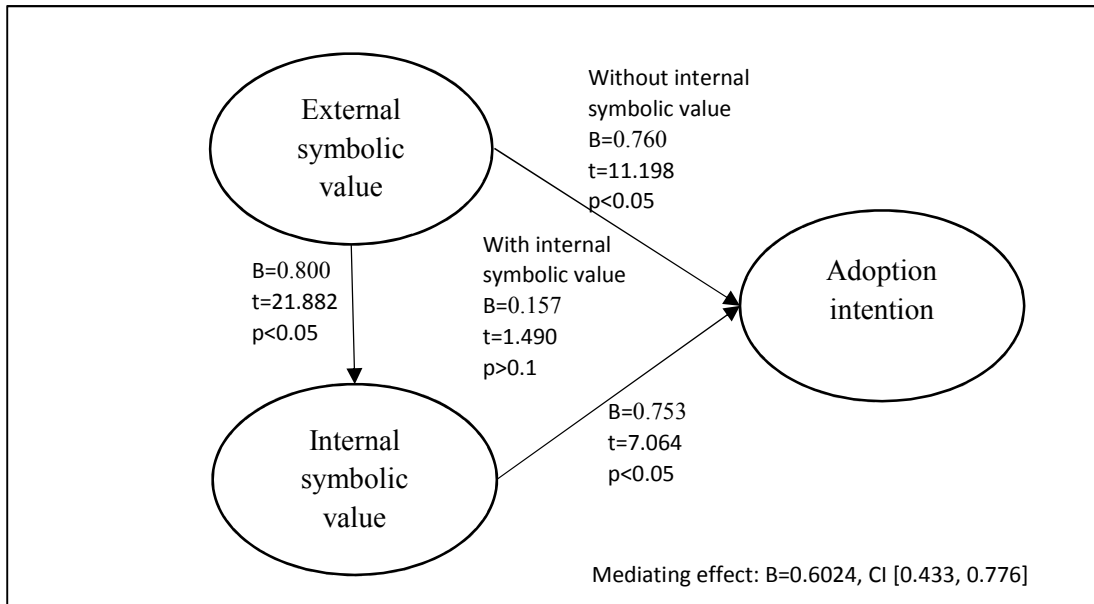 External
symbolic
value
Without internal
symbolic value
B=0.760
t=11.198
p<0.05
With internal
symbolic value
B=0.157
t=1.490
p>0.1
Adoption
intention
B=0.800
t=21.882
p<0.05
Internal
symbolic
value
B=0.753
t=7.064
p<0.05
Mediating effect: B=0.6024, CI [0.433, 0.776]